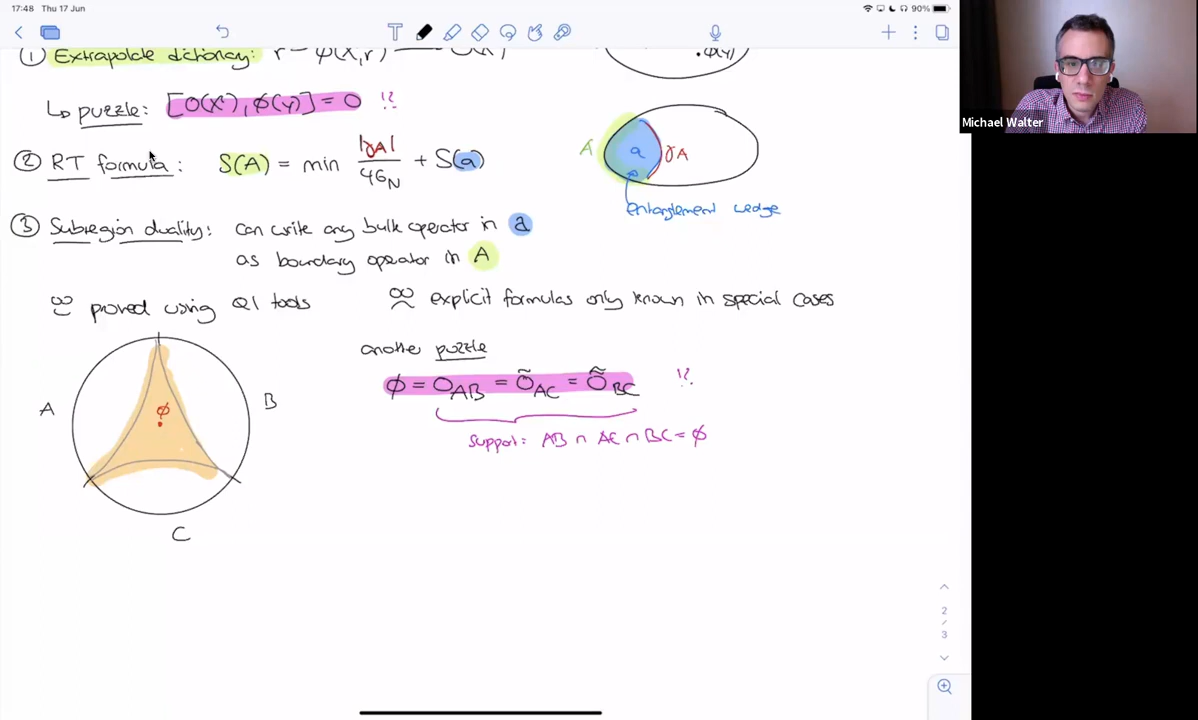 17:48 Thu 17 Jun
90%
① Extrapolate dictionary:
↳ puzzle: [O(x), ϕ(y)] = 0 !?
② RT formula: S(A) = min |γA| / 4G_N + S(a)
A a γA
entanglement wedge
③ Subregion duality: can write any bulk operator in a
as boundary operator in A
proved using QI tools
explicit formulas only known in special cases
another puzzle
ϕ = O_AB = Õ_AC = Õ̃_BC !?
support: AB ∩ AC ∩ BC = ∅
A ϕ B
C
2
/
3
Michael Walter